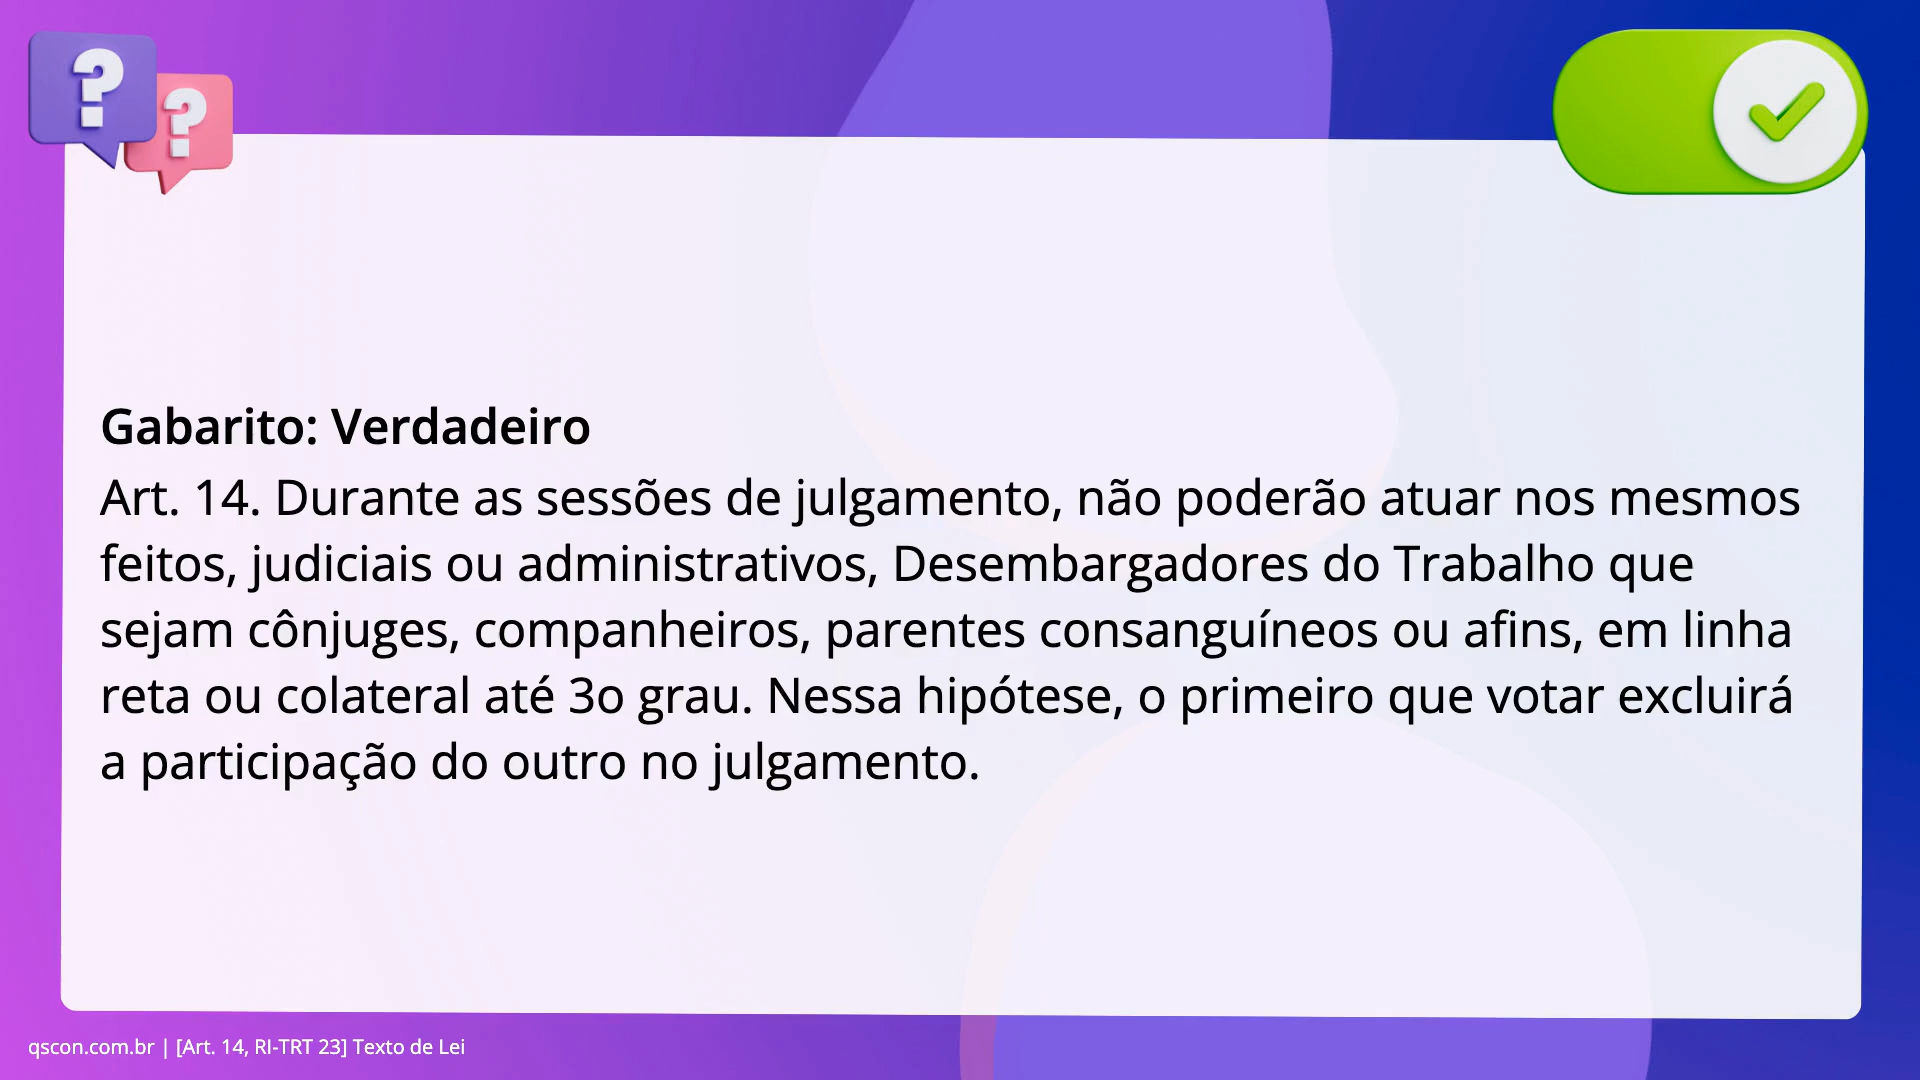 ?
?
Gabarito: Verdadeiro
Art. 14. Durante as sessões de julgamento, não poderão atuar nos mesmos
feitos, judiciais ou administrativos, Desembargadores do Trabalho que
sejam cônjuges, companheiros, parentes consanguíneos ou afins, em linha
reta ou colateral até 3o grau. Nessa hipótese, o primeiro que votar excluirá
a participação do outro no julgamento.
qscon.com.br | [Art. 14, RI-TRT 23] Texto de Lei